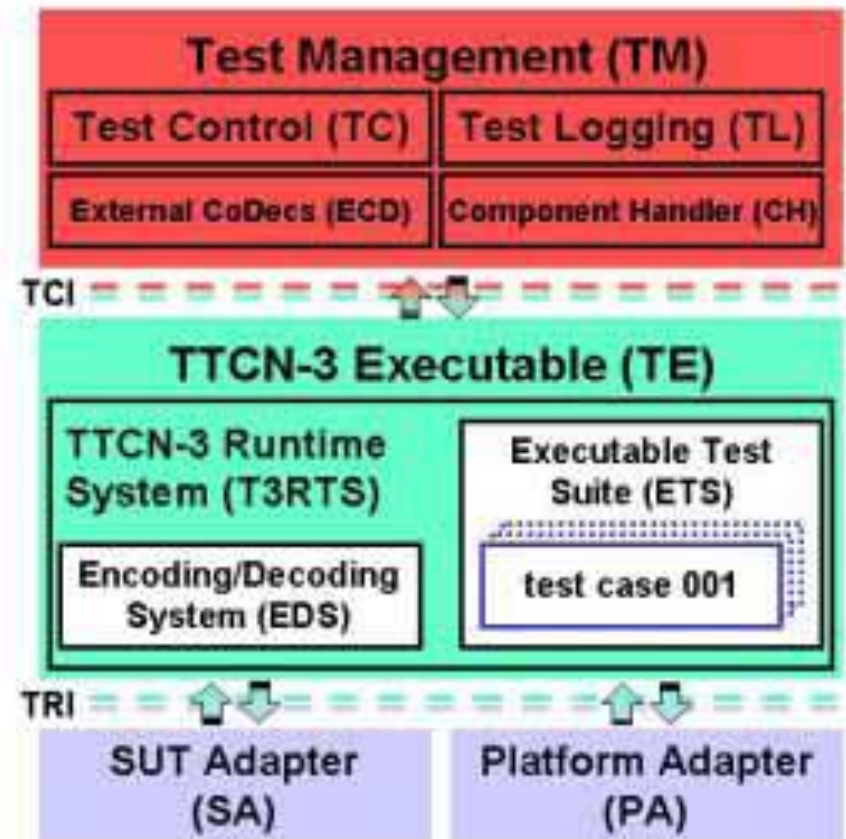 Test Management (TM)
Test Control (TC)
Test Logging (TL)
External CoDecs (ECD)
Component Handler (CH)
TCI
TTCN-3 Executable (TE)
TTCN-3 Runtime
System (T3RTS)
Encoding/Decoding
System (EDS)
Executable Test
Suite (ETS)
test case 001
TRI
SUT Adapter
(SA)
Platform Adapter
(PA)